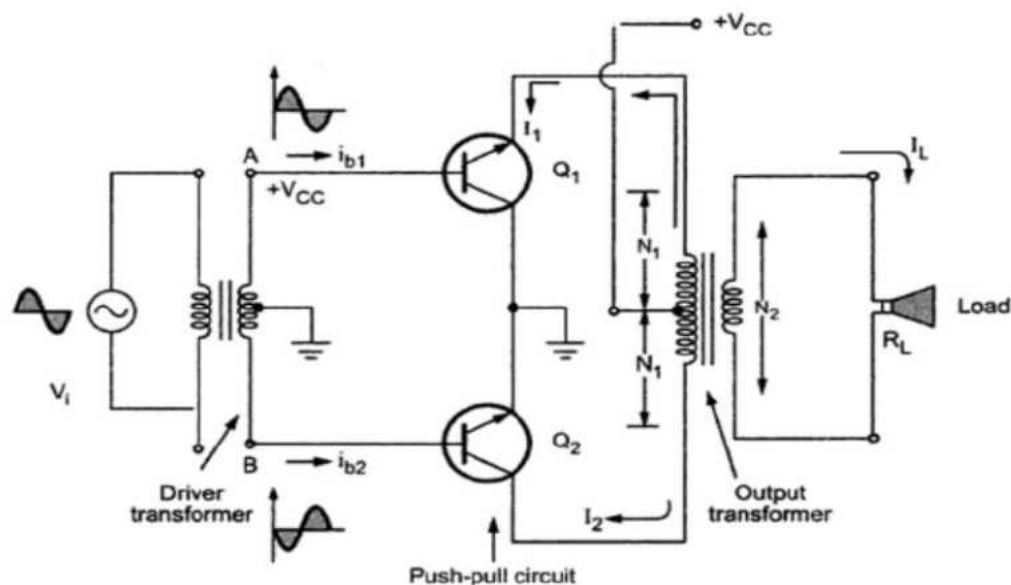 +VCC
I1
A
ib1
Q1
IL
+VCC
N1
N2
Load
RL
N1
Vi
Q2
B
ib2
Driver
transformer
I2
Output
transformer
Push-pull circuit